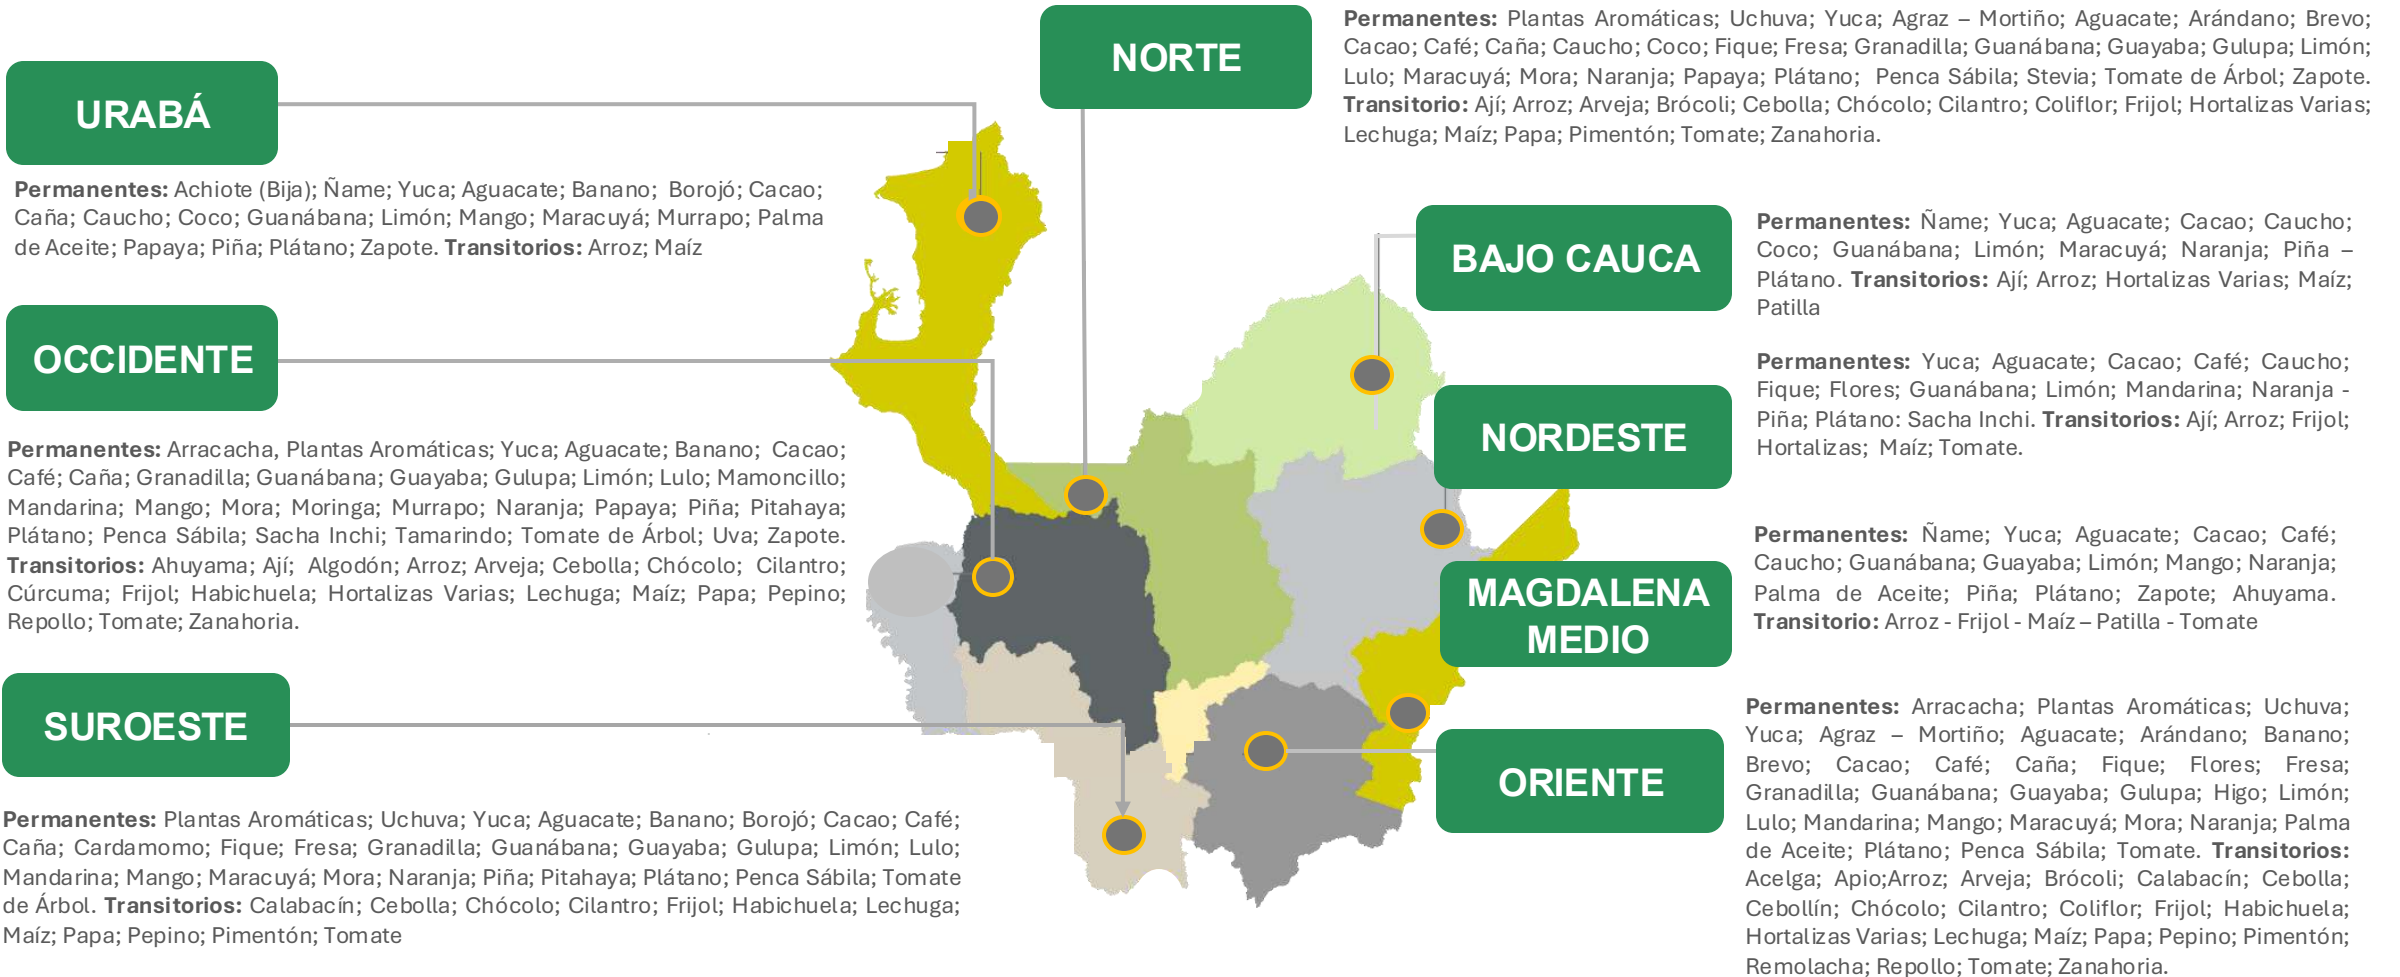 URABÁ
Permanentes: Achiote (Bija); Ñame; Yuca; Aguacate; Banano; Borojó; Cacao;
Caña; Caucho; Coco; Guanábana; Limón; Mango; Maracuyá; Murrapo; Palma
de Aceite; Papaya; Piña; Plátano; Zapote. Transitorios: Arroz; Maíz
OCCIDENTE
Permanentes: Arracacha, Plantas Aromáticas; Yuca; Aguacate; Banano; Cacao;
Café; Caña; Granadilla; Guanábana; Guayaba; Gulupa; Limón; Lulo; Mamoncillo;
Mandarina; Mango; Mora; Moringa; Murrapo; Naranja; Papaya; Piña; Pitahaya;
Plátano; Penca Sábila; Sacha Inchi; Tamarindo; Tomate de Árbol; Uva; Zapote.
Transitorios: Ahuyama; Ají; Algodón; Arroz; Arveja; Cebolla; Chócolo; Cilantro;
Cúrcuma; Frijol; Habichuela; Hortalizas Varias; Lechuga; Maíz; Papa; Pepino;
Repollo; Tomate; Zanahoria.
SUROESTE
Permanentes: Plantas Aromáticas; Uchuva; Yuca; Aguacate; Banano; Borojó; Cacao; Café;
Caña; Cardamomo; Fique; Fresa; Granadilla; Guanábana; Guayaba; Gulupa; Limón; Lulo;
Mandarina; Mango; Maracuyá; Mora; Naranja; Piña; Pitahaya; Plátano; Penca Sábila; Tomate
de Árbol. Transitorios: Calabacín; Cebolla; Chócolo; Cilantro; Frijol; Habichuela; Lechuga;
Maíz; Papa; Pepino; Pimentón; Tomate
NORTE
Permanentes: Plantas Aromáticas; Uchuva; Yuca; Agraz – Mortiño; Aguacate; Arándano; Brevo;
Cacao; Café; Caña; Caucho; Coco; Fique; Fresa; Granadilla; Guanábana; Guayaba; Gulupa; Limón;
Lulo; Maracuyá; Mora; Naranja; Papaya; Plátano; Penca Sábila; Stevia; Tomate de Árbol; Zapote.
Transitorio: Ají; Arroz; Arveja; Brócoli; Cebolla; Chócolo; Cilantro; Coliflor; Frijol; Hortalizas Varias;
Lechuga; Maíz; Papa; Pimentón; Tomate; Zanahoria.
BAJO CAUCA
Permanentes: Ñame; Yuca; Aguacate; Cacao; Caucho;
Coco; Guanábana; Limón; Maracuyá; Naranja; Piña –
Plátano. Transitorios: Ají; Arroz; Hortalizas Varias; Maíz;
Patilla
NORDESTE
Permanentes: Yuca; Aguacate; Cacao; Café; Caucho;
Fique; Flores; Guanábana; Limón; Mandarina; Naranja -
Piña; Plátano: Sacha Inchi. Transitorios: Ají; Arroz; Frijol;
Hortalizas; Maíz; Tomate.
MAGDALENA
MEDIO
Permanentes: Ñame; Yuca; Aguacate; Cacao; Café;
Caucho; Guanábana; Guayaba; Limón; Mango; Naranja;
Palma de Aceite; Piña; Plátano; Zapote; Ahuyama.
Transitorio: Arroz - Frijol - Maíz – Patilla - Tomate
ORIENTE
Permanentes: Arracacha; Plantas Aromáticas; Uchuva;
Yuca; Agraz – Mortiño; Aguacate; Arándano; Banano;
Brevo; Cacao; Café; Caña; Fique; Flores; Fresa;
Granadilla; Guanábana; Guayaba; Gulupa; Higo; Limón;
Lulo; Mandarina; Mango; Maracuyá; Mora; Naranja; Palma
de Aceite; Plátano; Penca Sábila; Tomate. Transitorios:
Acelga; Apio;Arroz; Arveja; Brócoli; Calabacín; Cebolla;
Cebollín; Chócolo; Cilantro; Coliflor; Frijol; Habichuela;
Hortalizas Varias; Lechuga; Maíz; Papa; Pepino; Pimentón;
Remolacha; Repollo; Tomate; Zanahoria.